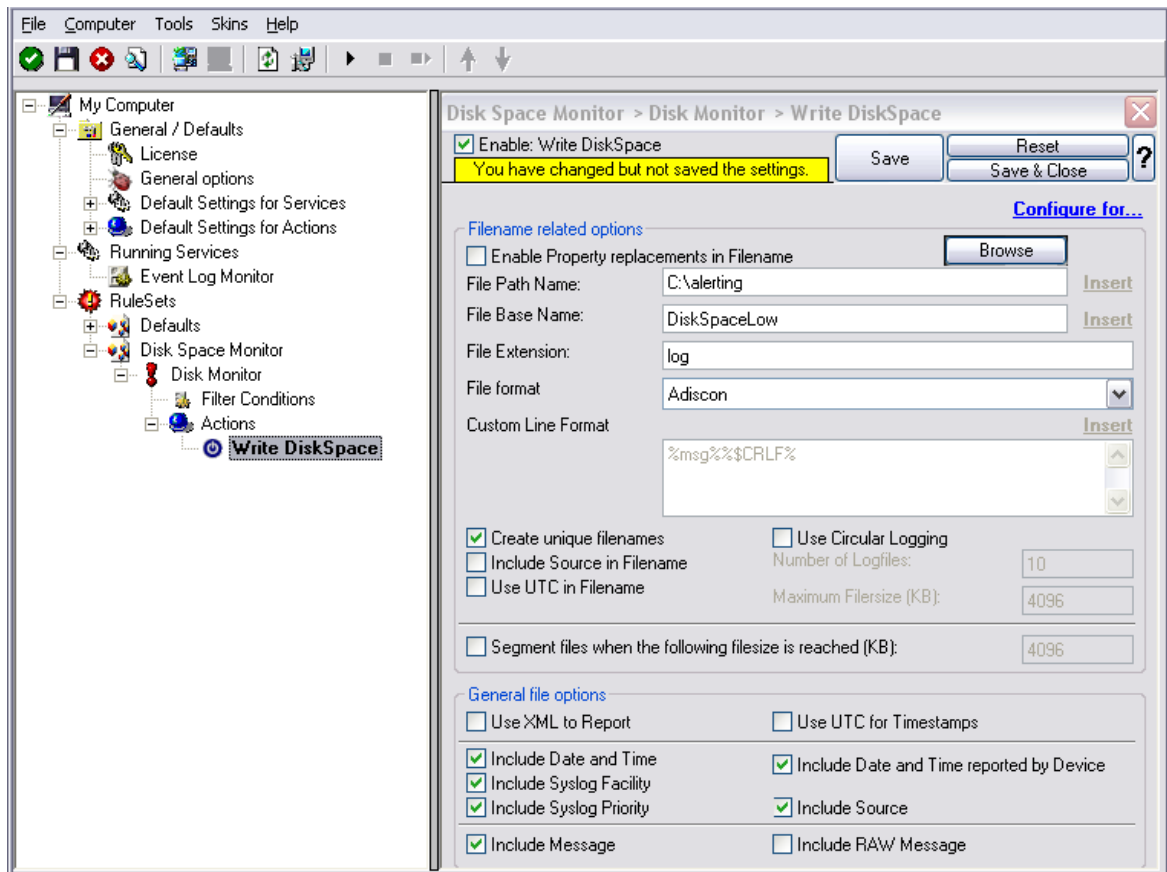 File Computer Tools Skins Help
My Computer
General / Defaults
License
General options
Default Settings for Services
Default Settings for Actions
Running Services
Event Log Monitor
RuleSets
Defaults
Disk Space Monitor
Disk Monitor
Filter Conditions
Actions
Write DiskSpace
Disk Space Monitor > Disk Monitor > Write DiskSpace
Enable: Write DiskSpace
You have changed but not saved the settings.
Save
Reset
Save & Close
?
Configure for...
Filename related options
Enable Property replacements in Filename
Browse
File Path Name: C:\alerting Insert
File Base Name: DiskSpaceLow Insert
File Extension: log
File format Adiscon
Custom Line Format Insert
%msg%%$CRLF%
Create unique filenames Use Circular Logging
Include Source in Filename Number of Logfiles: 10
Use UTC in Filename Maximum Filersize (KB): 4096
Segment files when the following filesize is reached (KB): 4096
General file options
Use XML to Report Use UTC for Timestamps
Include Date and Time Include Date and Time reported by Device
Include Syslog Facility
Include Syslog Priority Include Source
Include Message Include RAW Message